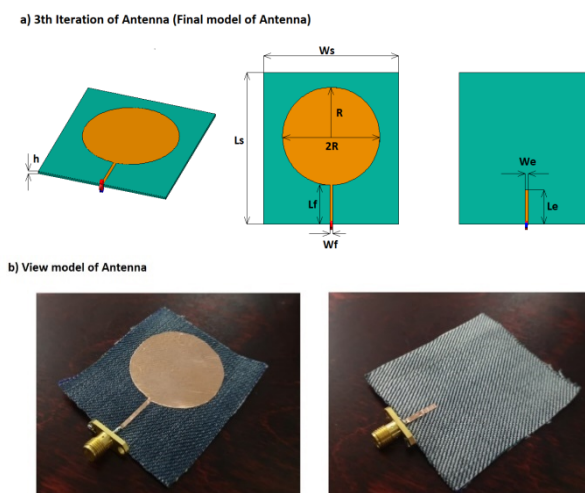 a) 3th Iteration of Antenna (Final model of Antenna)
Ws
h
Ls
R
2R
Lf
Wf
We
Le
b) View model of Antenna